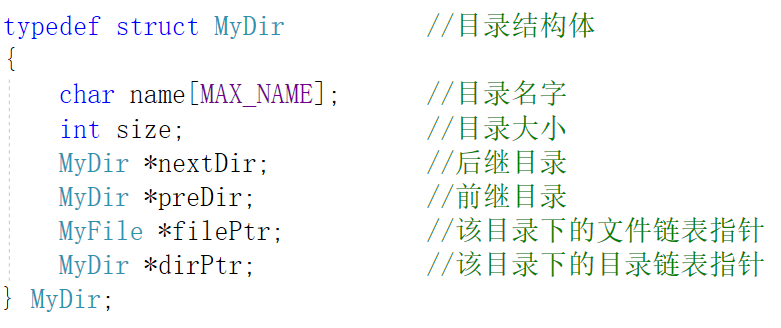 typedef struct MyDir //目录结构体
{
char name[MAX_NAME]; //目录名字
int size; //目录大小
MyDir *nextDir; //后继目录
MyDir *preDir; //前继目录
MyFile *filePtr; //该目录下的文件链表指针
MyDir *dirPtr; //该目录下的目录链表指针
} MyDir;